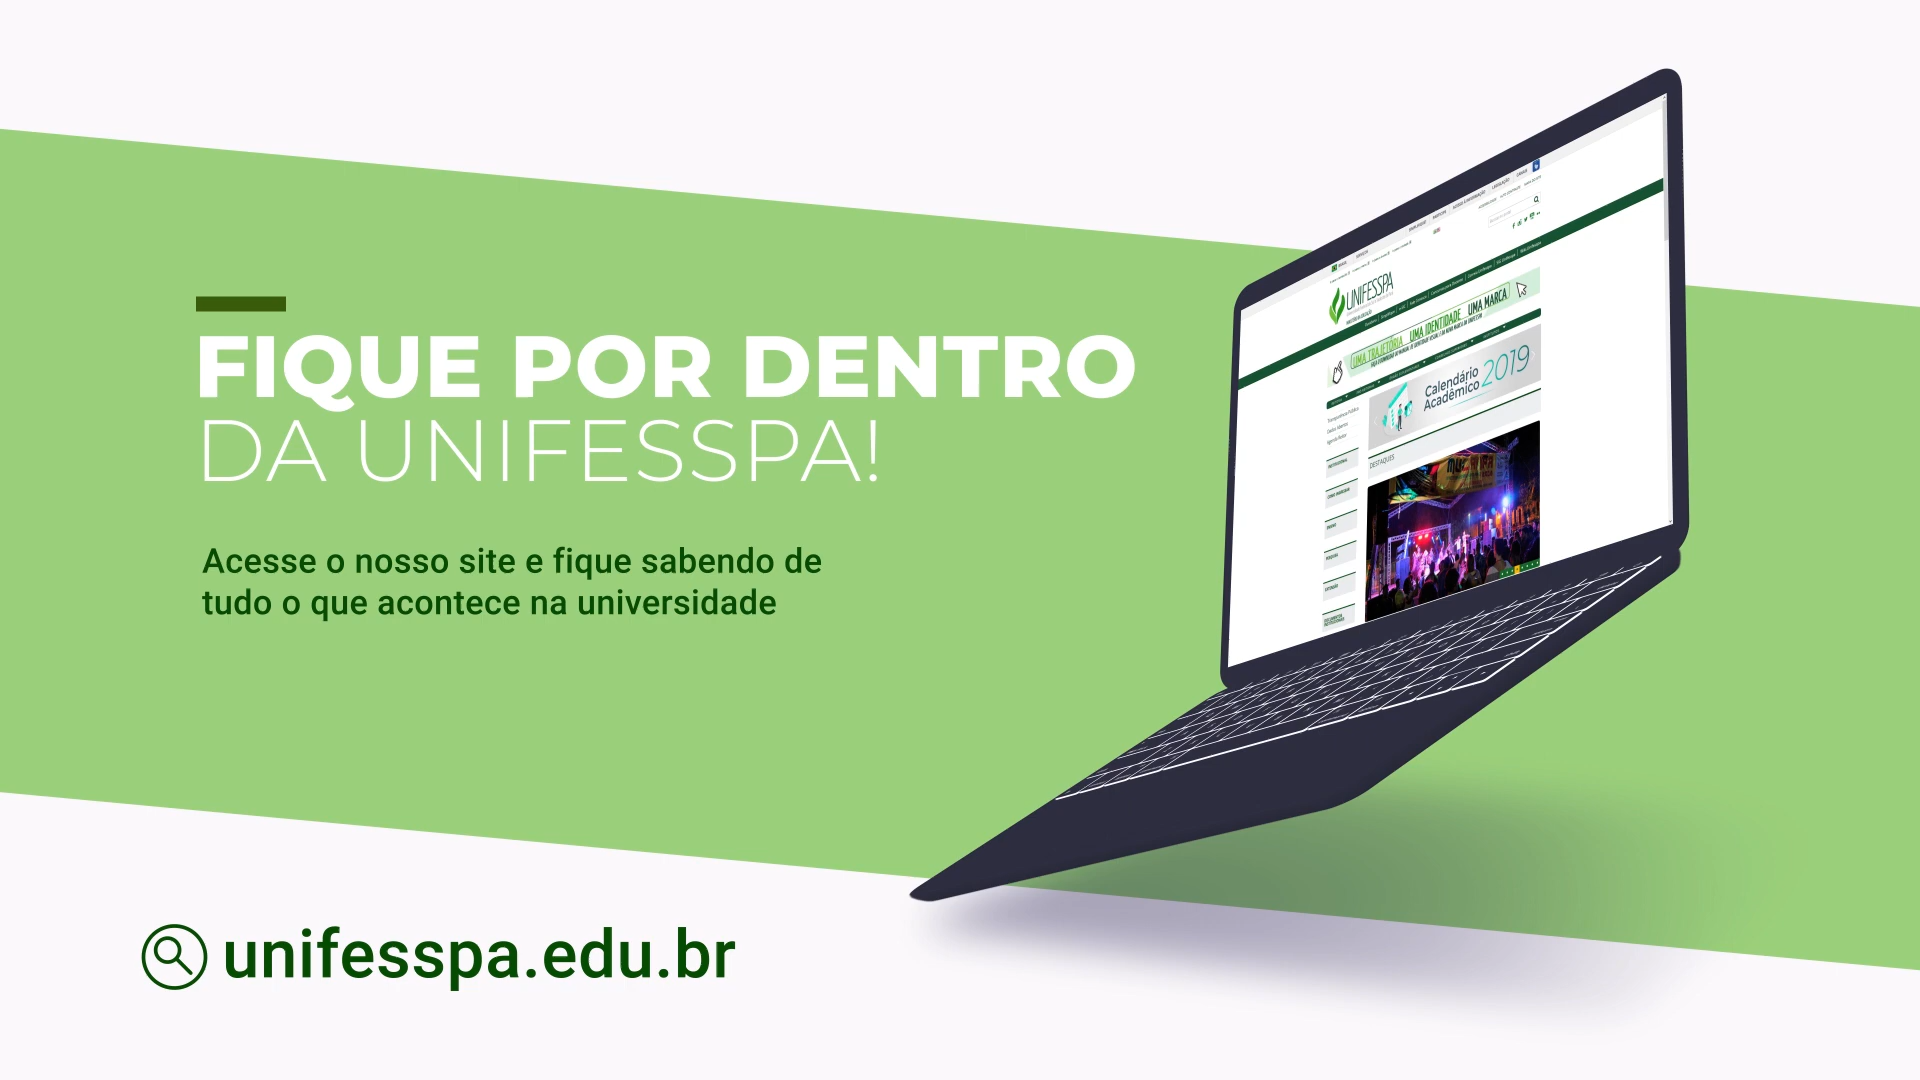 FIQUE POR DENTRO
DA UNIFESSPA!
Acesse o nosso site e fique sabendo de
tudo o que acontece na universidade
unifesspa.edu.br
UNIFESSPA
UMA TRAJETÓRIA UMA IDENTIDADE UMA MARCA
Calendário
Acadêmico 2019
DESTAQUES